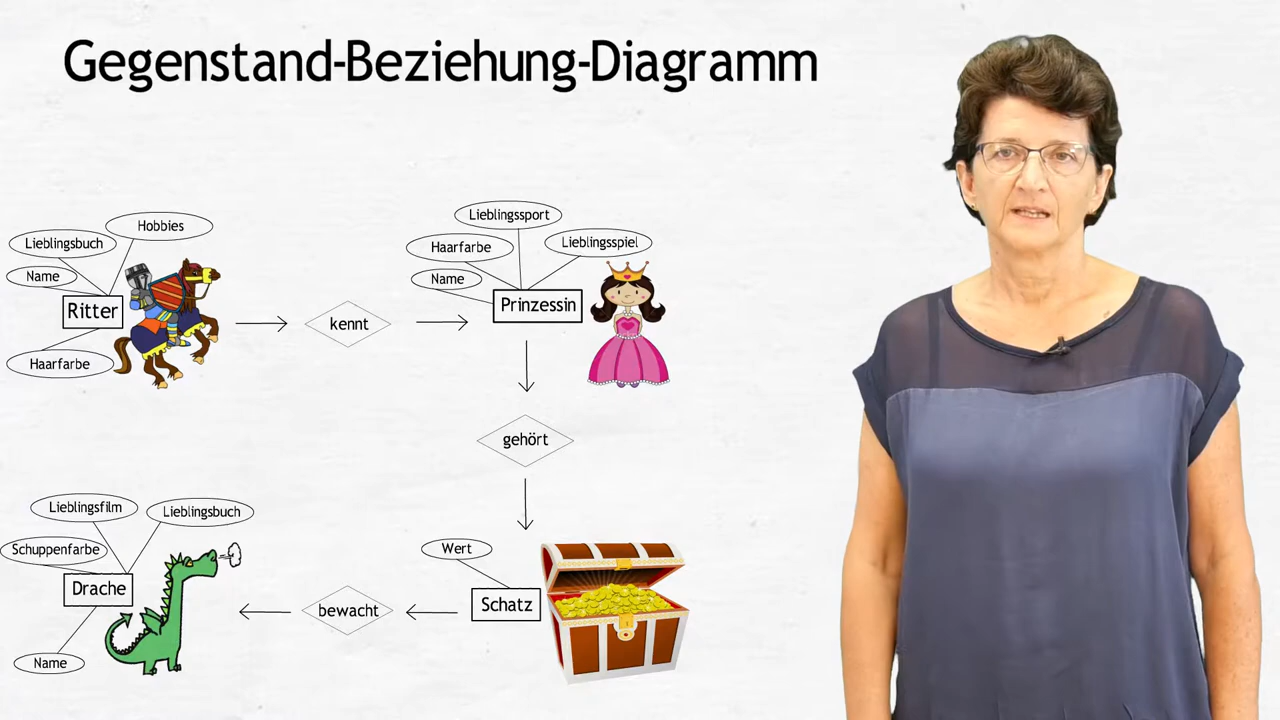 Gegenstand-Beziehung-Diagramm
Hobbies
Lieblingsbuch
Name
Ritter
Haarfarbe
kennt
Lieblingssport
Haarfarbe
Lieblingsspiel
Name
Prinzessin
gehört
Lieblingsfilm
Lieblingsbuch
Schuppenfarbe
Drache
Name
bewacht
Wert
Schatz